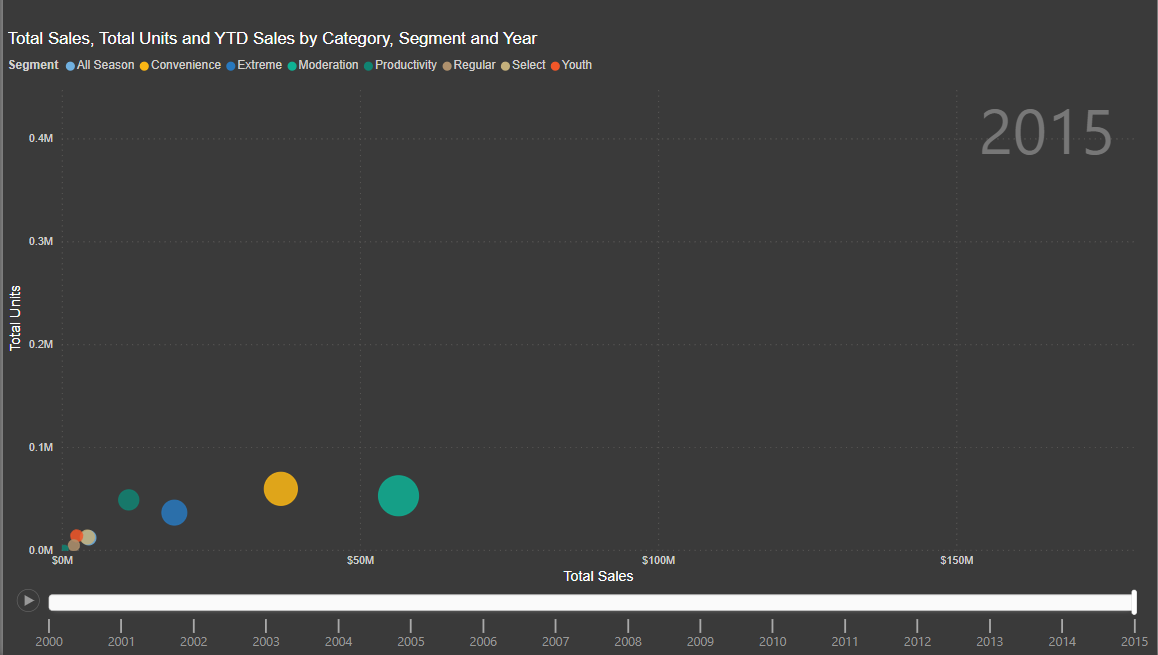 Total Sales, Total Units and YTD Sales by Category, Segment and Year
Segment All Season Convenience Extreme Moderation Productivity Regular Select Youth
2015
0.4M
0.3M
0.2M
0.1M
0.0M
Total Units
$0M $50M $100M $150M
Total Sales
2000 2001 2002 2003 2004 2005 2006 2007 2008 2009 2010 2011 2012 2013 2014 2015